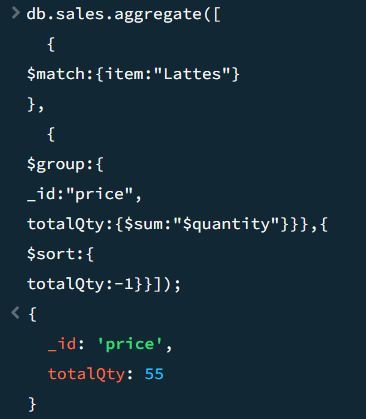 > db.sales.aggregate([
{
$match:{item:"Lattes"}
},
{
$group:{
_id:"price",
totalQty:{$sum:"$quantity"}}},{
$sort:{
totalQty:-1}}]);
< {
_id: 'price',
totalQty: 55
}